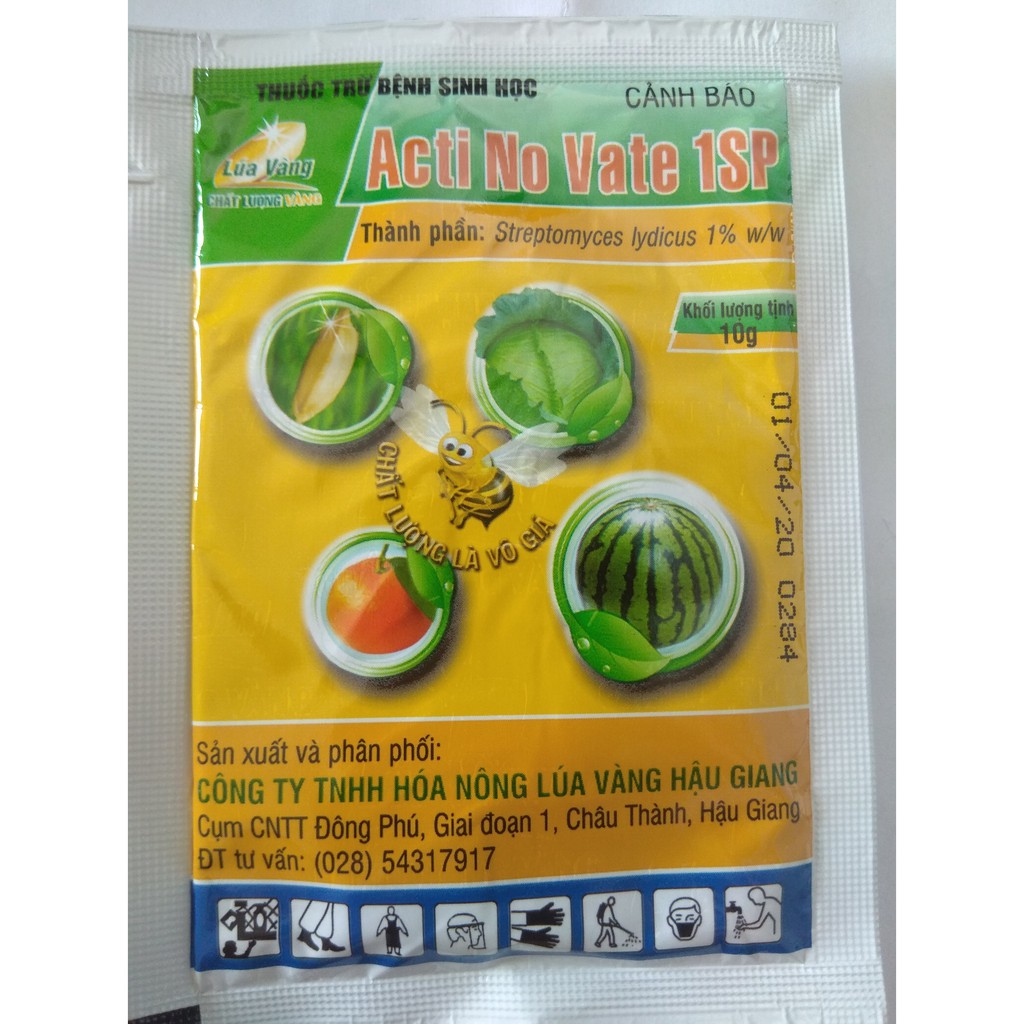 THUỐC TRỪ BỆNH SINH HỌC
CẢNH BÁO
Lúa Vàng
CHẤT LƯỢNG VÀNG
Acti No Vate 1SP
Thành phần: Streptomyces lydicus 1% w/w
Khối lượng tịnh
10g
CHẤT LƯỢNG LÀ VÔ GIÁ
01/04/20 0284
Sản xuất và phân phối:
CÔNG TY TNHH HÓA NÔNG LÚA VÀNG HẬU GIANG
Cụm CNTT Đông Phú, Giai đoạn 1, Châu Thành, Hậu Giang
ĐT tư vấn: (028) 54317917